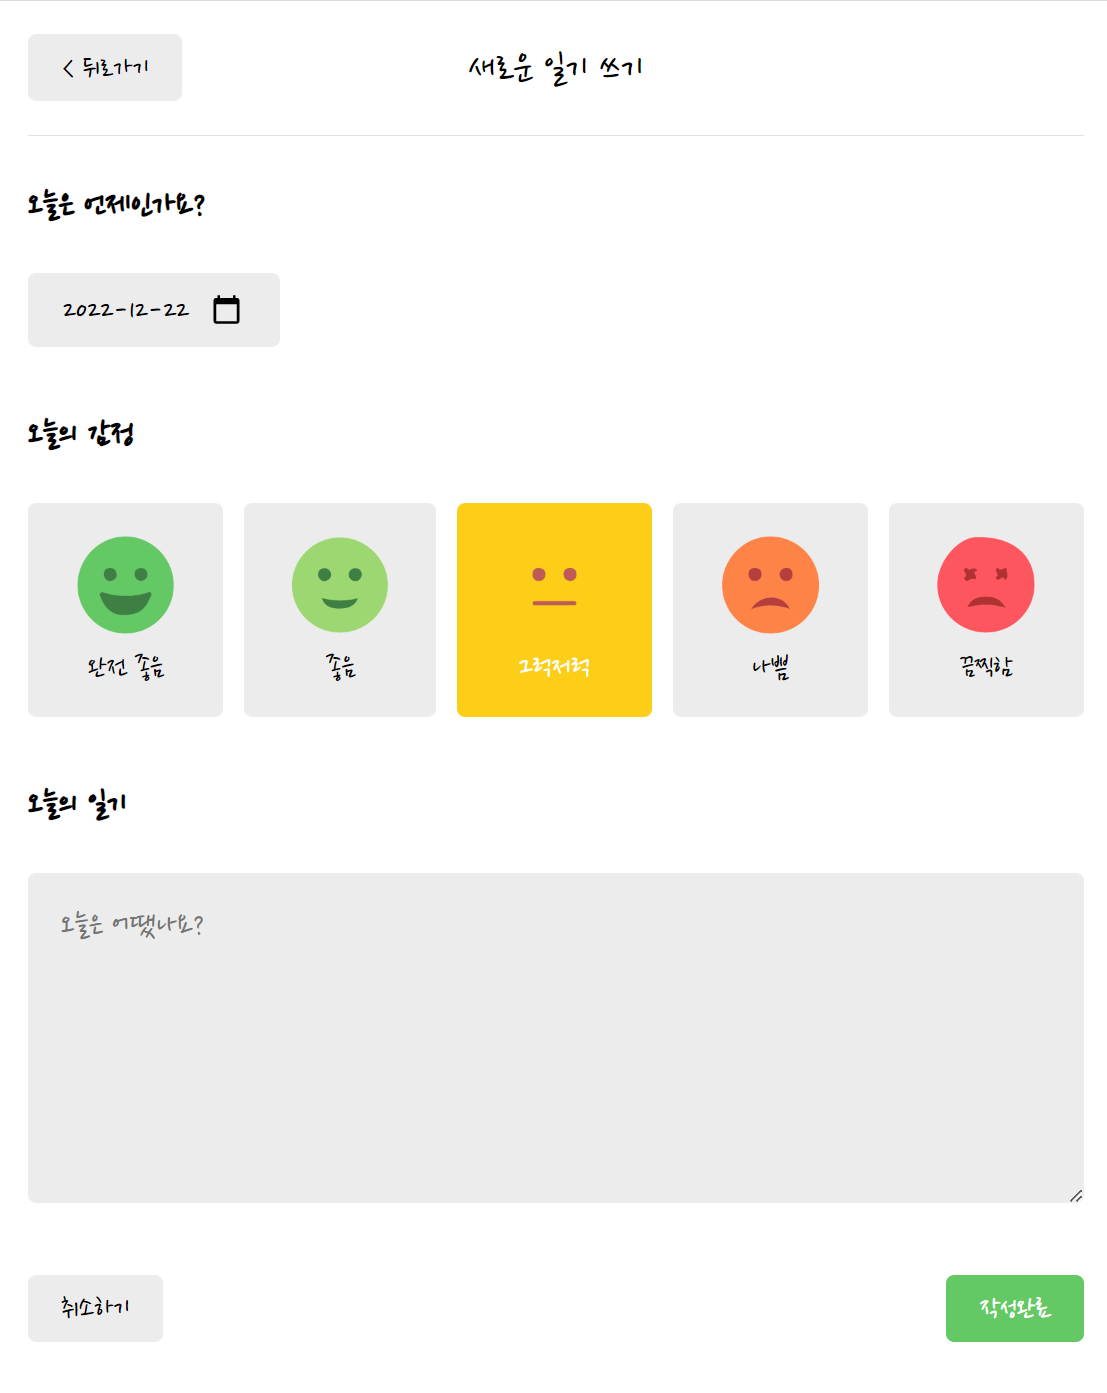 < 뒤로가기
새로운 일기 쓰기
오늘은 언제인가요?
2022-12-22
오늘의 감정
완전 좋음
좋음
그럭저럭
나쁨
끔찍함
오늘의 일기
오늘은 어땠나요?
취소하기
작성완료